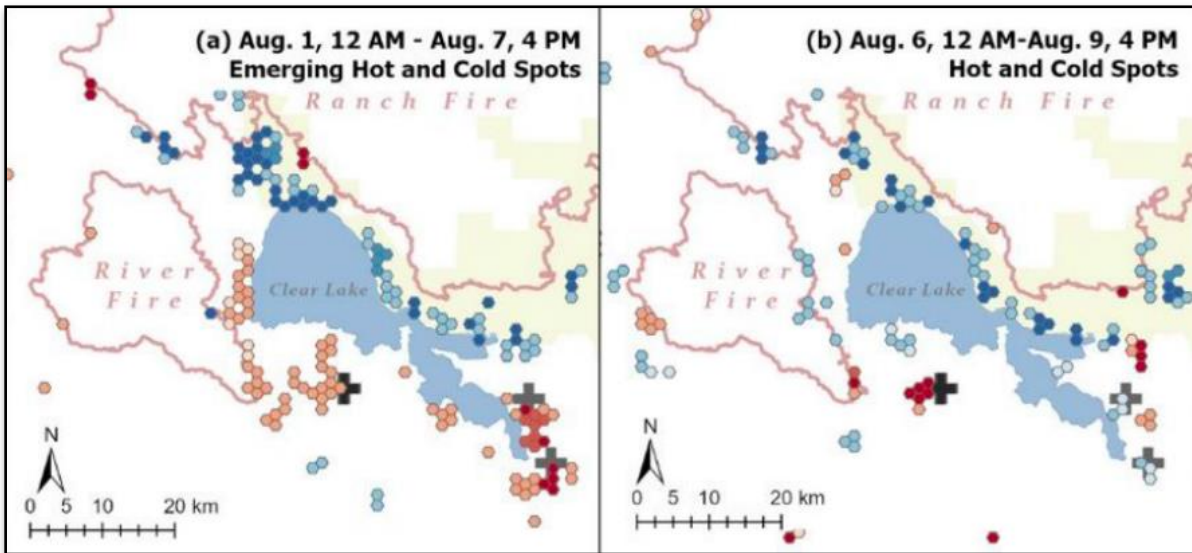 (a) Aug. 1, 12 AM - Aug. 7, 4 PM
Emerging Hot and Cold Spots
Ranch Fire
River
Fire
Clear Lake
N
0 5 10 20 km
(b) Aug. 6, 12 AM-Aug. 9, 4 PM
Hot and Cold Spots
Ranch Fire
River
Fire
Clear Lake
N
0 5 10 20 km